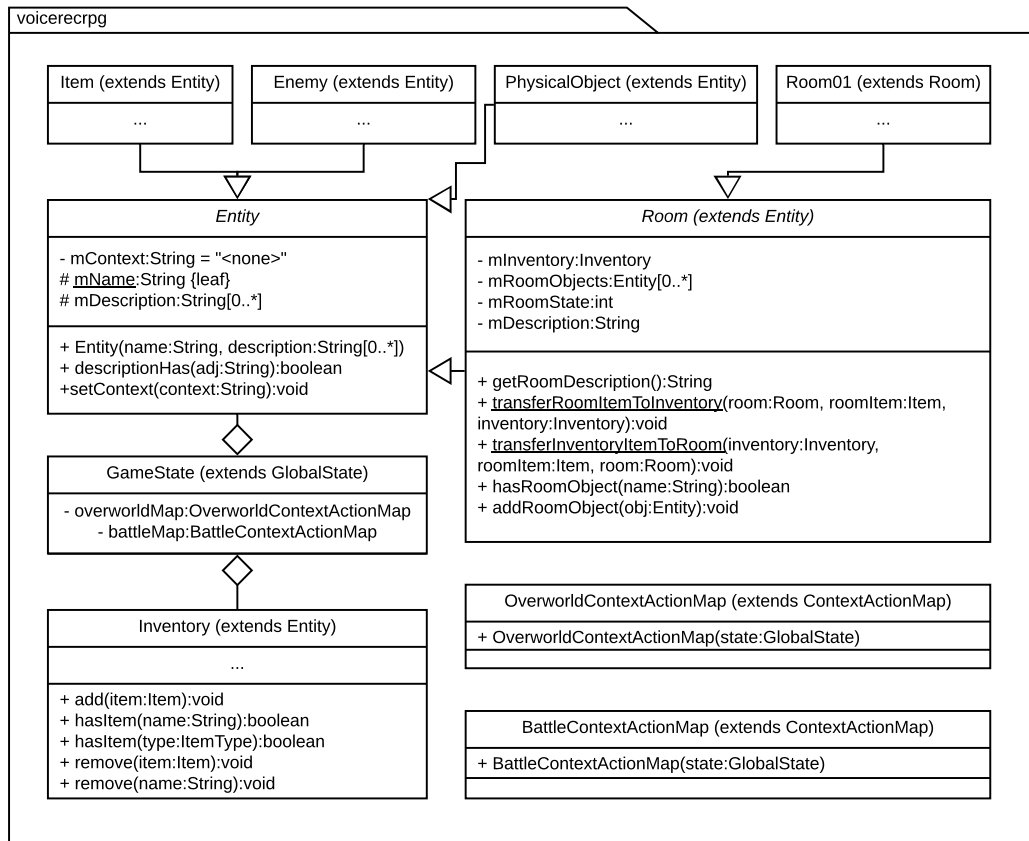 voicerecrpg
Item (extends Entity)
...
Enemy (extends Entity)
...
PhysicalObject (extends Entity)
...
Room01 (extends Room)
...
Entity
- mContext:String = "<none>"
# mName:String {leaf}
# mDescription:String[0..*]
+ Entity(name:String, description:String[0..*])
+ descriptionHas(adj:String):boolean
+setContext(context:String):void
Room (extends Entity)
- mInventory:Inventory
- mRoomObjects:Entity[0..*]
- mRoomState:int
- mDescription:String
+ getRoomDescription():String
+ transferRoomItemToInventory(room:Room, roomItem:Item,
inventory:Inventory):void
+ transferInventoryItemToRoom(inventory:Inventory,
roomItem:Item, room:Room):void
+ hasRoomObject(name:String):boolean
+ addRoomObject(obj:Entity):void
GameState (extends GlobalState)
- overworldMap:OverworldContextActionMap
- battleMap:BattleContextActionMap
Inventory (extends Entity)
...
+ add(item:Item):void
+ hasItem(name:String):boolean
+ hasItem(type:ItemType):boolean
+ remove(item:Item):void
+ remove(name:String):void
OverworldContextActionMap (extends ContextActionMap)
+ OverworldContextActionMap(state:GlobalState)
BattleContextActionMap (extends ContextActionMap)
+ BattleContextActionMap(state:GlobalState)